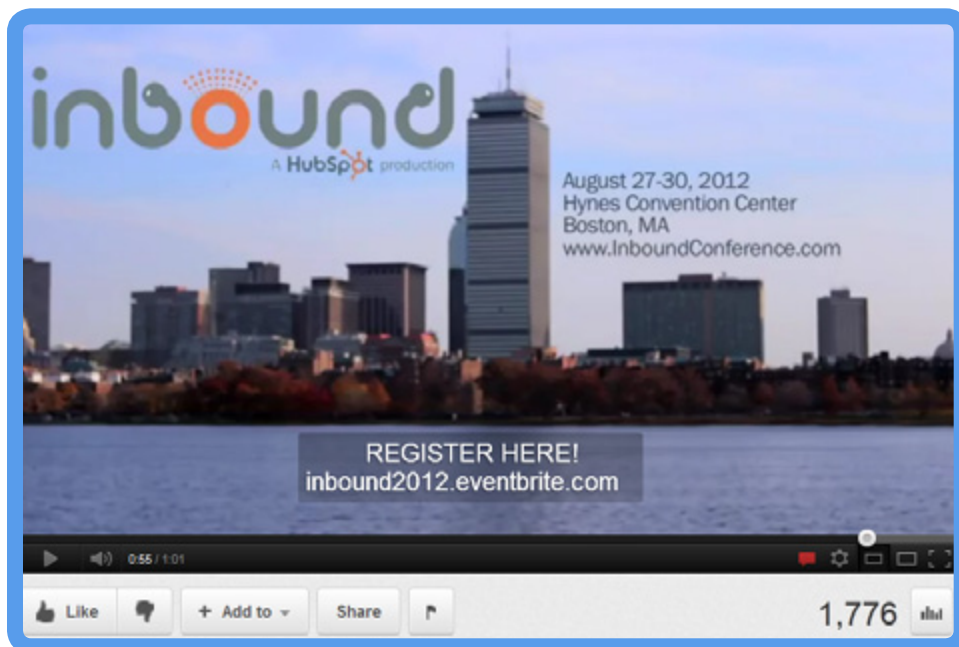 inbound
A HubSpot production
August 27-30, 2012
Hynes Convention Center
Boston, MA
www.InboundConference.com
REGISTER HERE!
inbound2012.eventbrite.com
0:55 / 1:01
Like
+ Add to
Share
1,776